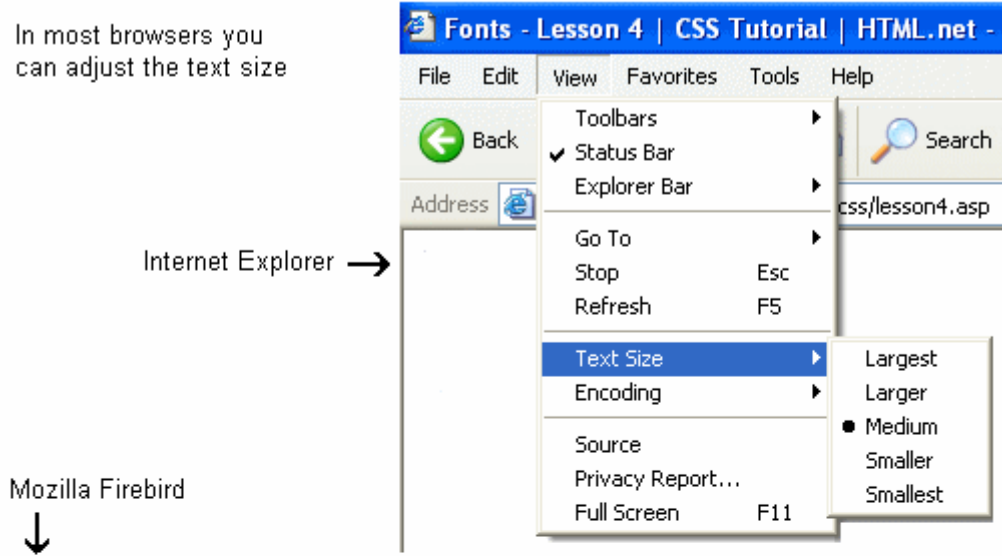 In most browsers you
can adjust the text size
Fonts - Lesson 4 | CSS Tutorial | HTML.net -
File Edit View Favorites Tools Help
Back Search
Address css/lesson4.asp
Toolbars
Status Bar
Explorer Bar
Go To
Stop Esc
Refresh F5
Text Size
Encoding
Source
Privacy Report...
Full Screen F11
Largest
Larger
Medium
Smaller
Smallest
Internet Explorer
Mozilla Firebird